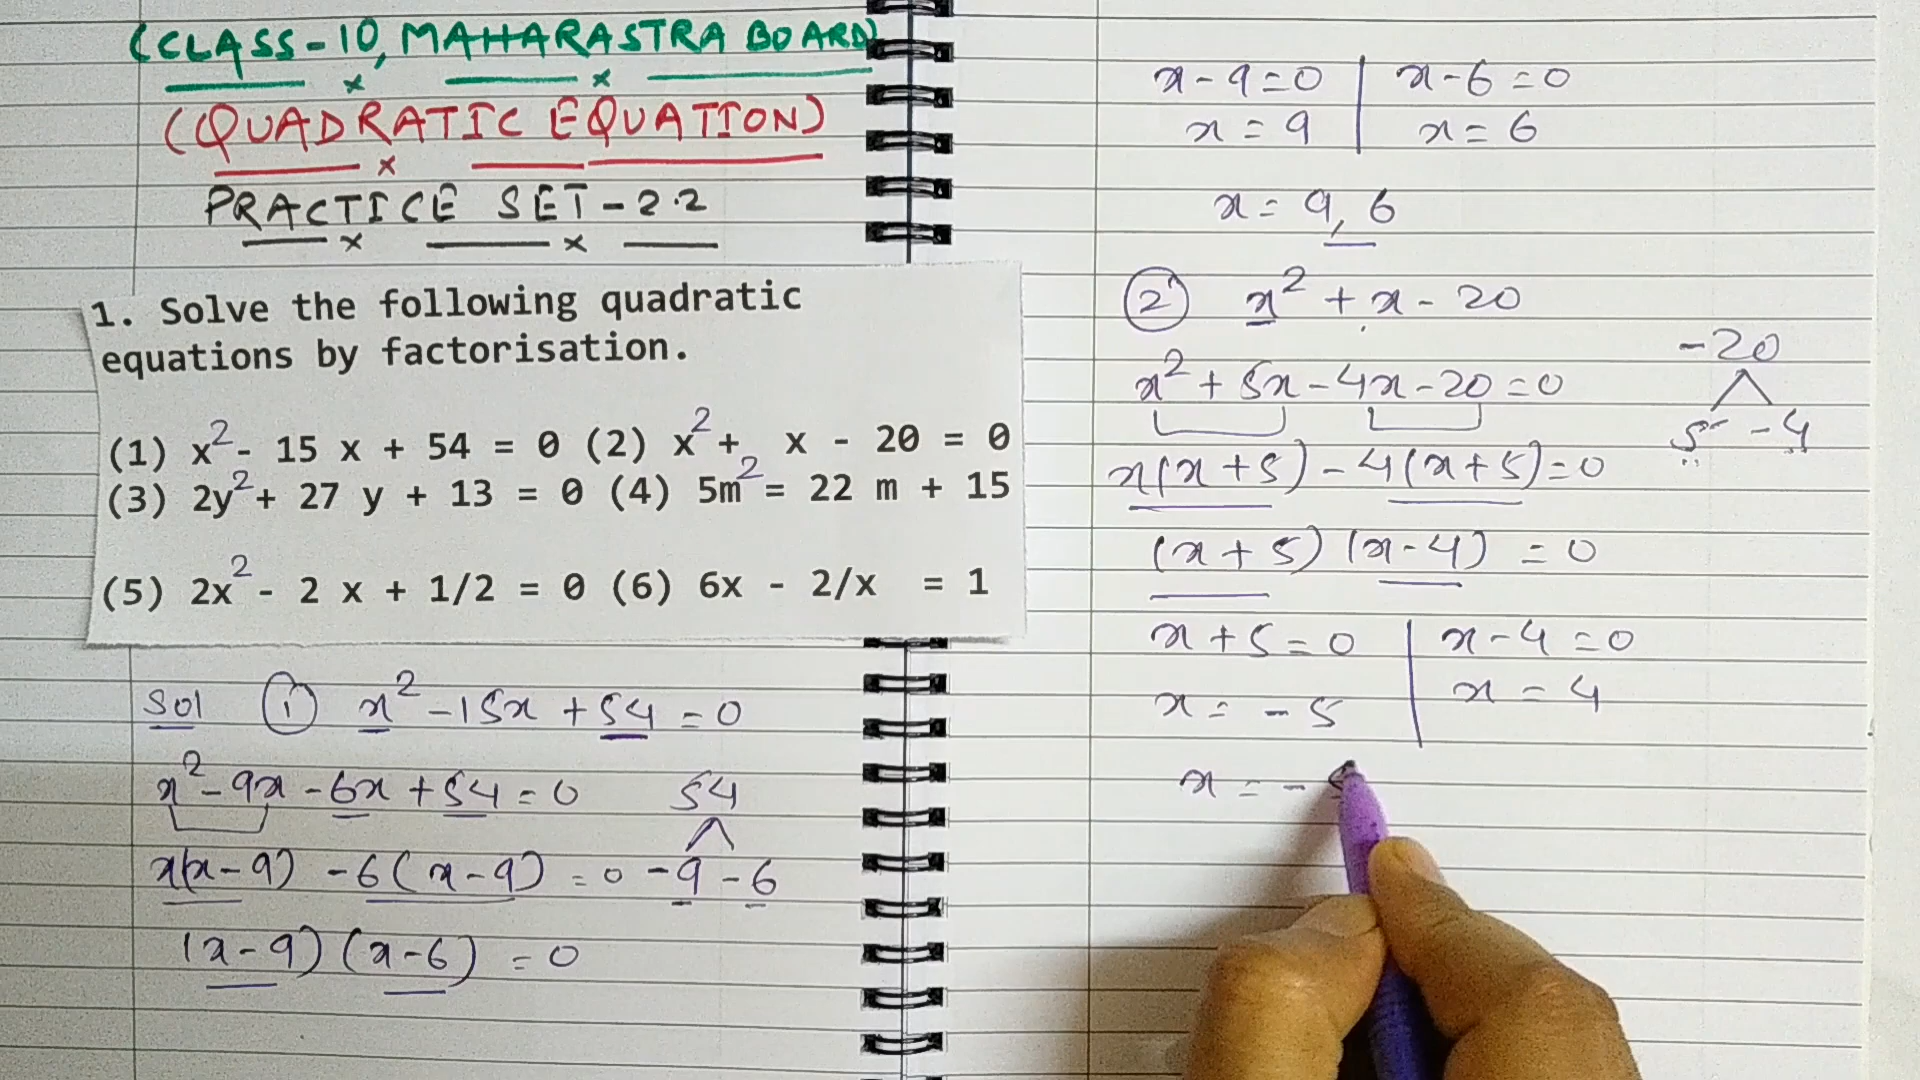 (CLASS-10, MAHARASTRA BOARD)
(QUADRATIC EQUATION)
PRACTICE SET-2.2
1. Solve the following quadratic
equations by factorisation.
(1) x² - 15 x + 54 = 0 (2) x² + x - 20 = 0
(3) 2y² + 27 y + 13 = 0 (4) 5m² = 22 m + 15
(5) 2x² - 2 x + 1/2 = 0 (6) 6x - 2/x = 1
Sol (1) x² - 15x + 54 = 0
x² - 9x - 6x + 54 = 0 54
x(x-9) - 6(x-9) = 0 -9 -6
(x-9)(x-6) = 0
x-9=0 | x-6=0
x=9 | x=6
x = 9, 6
(2) x² + x - 20
-20
x² + 5x - 4x - 20 = 0
5 -4
x(x+5) - 4(x+5) = 0
(x+5)(x-4) = 0
x+5=0 | x-4=0
x = -5 | x = 4
x = -5